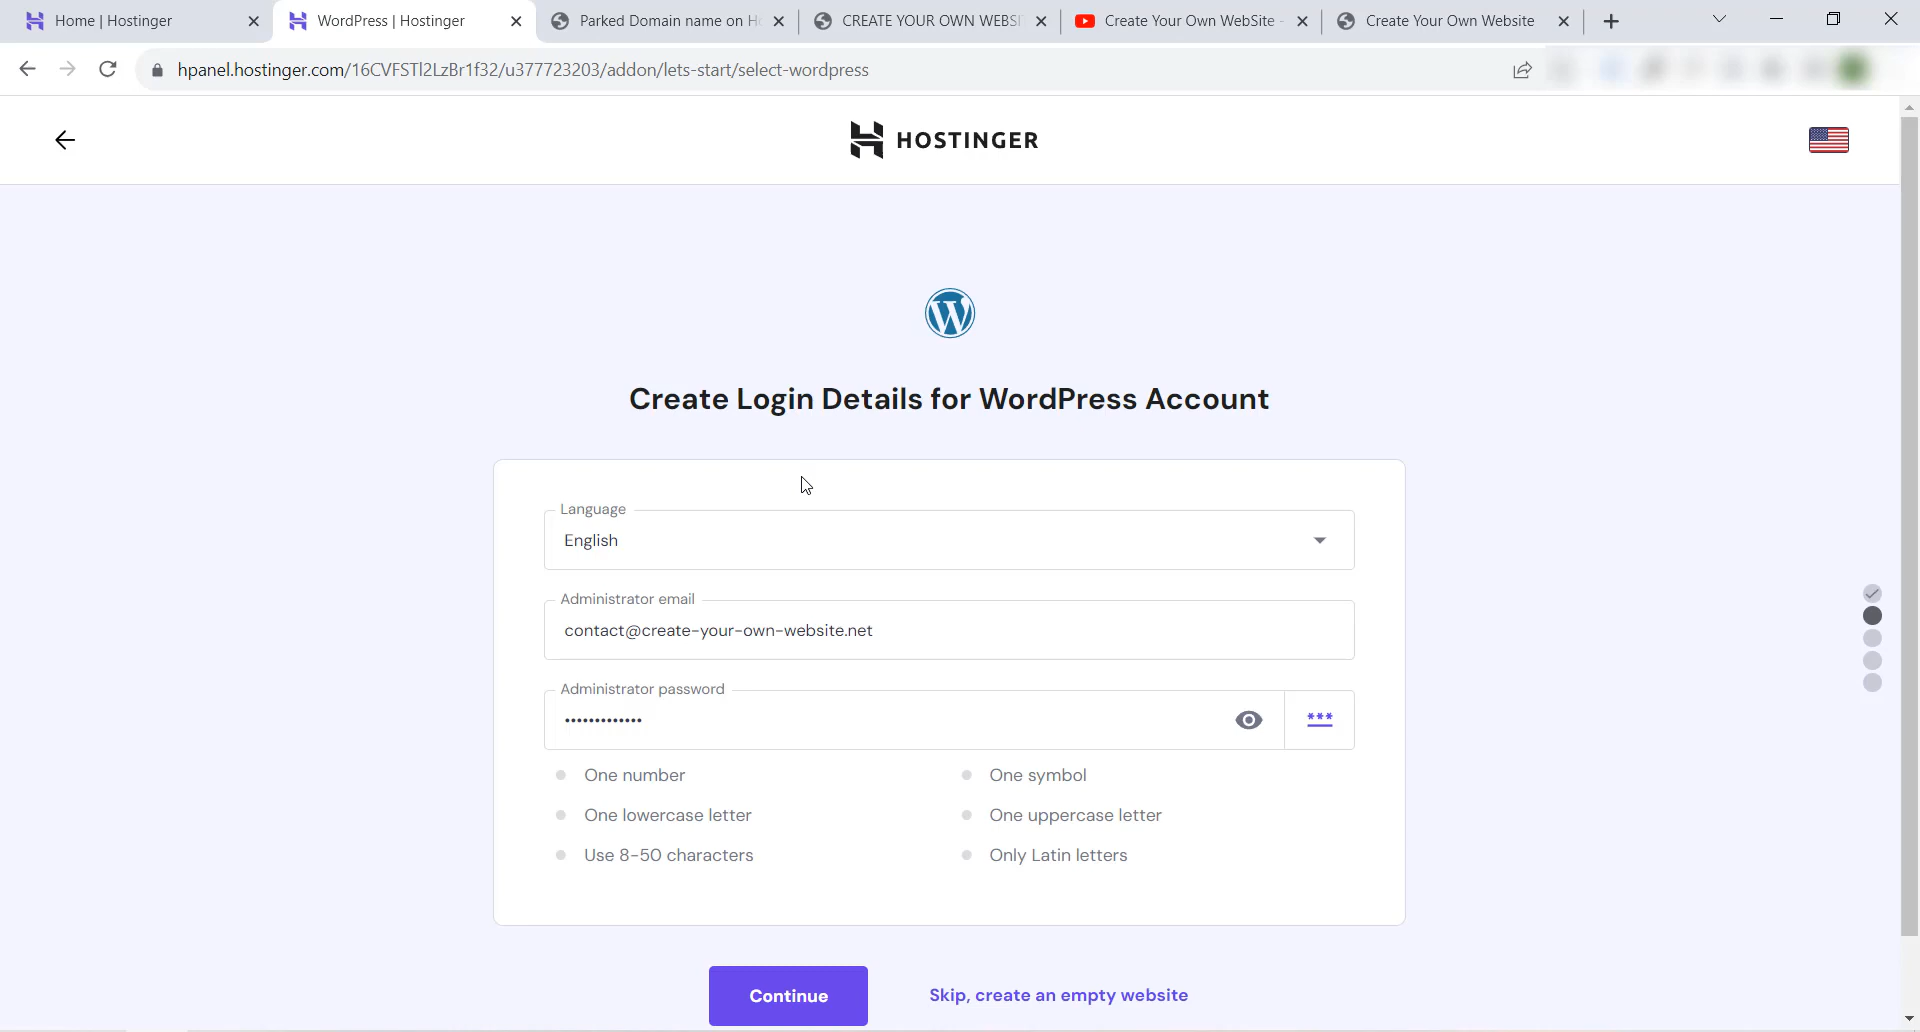 Home | Hostinger
WordPress | Hostinger
Parked Domain name on H
CREATE YOUR OWN WEBSI
Create Your Own WebSite -
Create Your Own Website
hpanel.hostinger.com/16CVFSTl2LzBr1f32/u377723203/addon/lets-start/select-wordpress
HOSTINGER
Create Login Details for WordPress Account
Language
English
Administrator email
contact@create-your-own-website.net
Administrator password
•••••••••••••
***
One number
One symbol
One lowercase letter
One uppercase letter
Use 8-50 characters
Only Latin letters
Continue
Skip, create an empty website